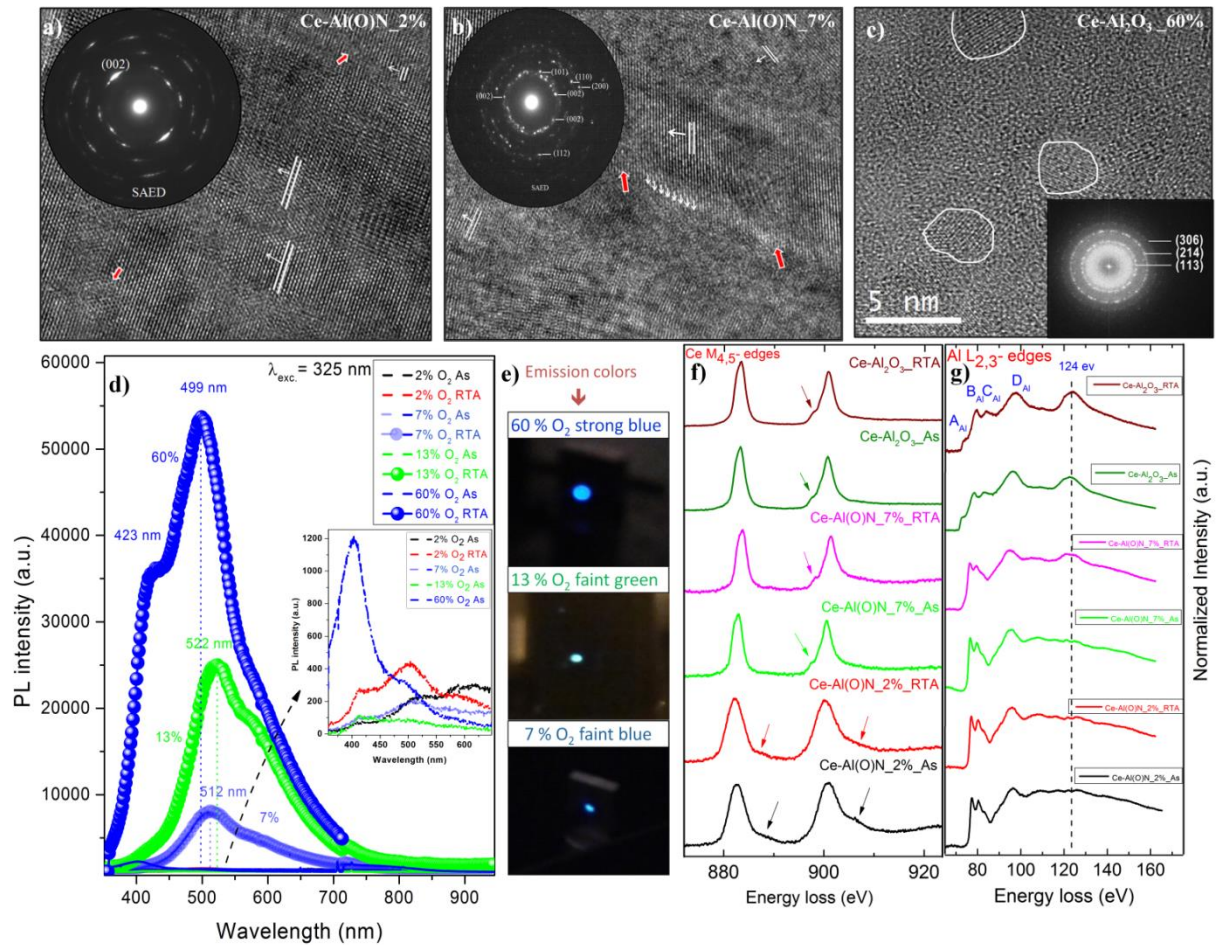 a)
Ce-Al(O)N_2%
(002)
SAED
b)
Ce-Al(O)N_7%
(101)
(110)
(200)
(002)
(002)
(002)
(112)
SAED
c)
Ce-Al₂O₃_60%
5 nm
(306)
(214)
(113)
d)
λexc.= 325 nm
499 nm
60%
423 nm
522 nm
13%
512 nm
7%
2% O₂ As
2% O₂ RTA
7% O₂ As
7% O₂ RTA
13% O₂ As
13% O₂ RTA
60% O₂ As
60% O₂ RTA
PL intensity (a.u.)
60000
50000
40000
30000
20000
10000
400 500 600 700 800 900
Wavelength (nm)
PL intensity (a.u.)
1200
1000
800
600
400
200
0
2% O₂ As
2% O₂ RTA
7% O₂ As
13% O₂ As
60% O₂ As
400 450 500 550 600
Wavelength (nm)
e)
Emission colors
60 % O₂ strong blue
13 % O₂ faint green
7 % O₂ faint blue
f)
Ce M₄,₅- edges
Ce-Al₂O₃_RTA
Ce-Al₂O₃_As
Ce-Al(O)N_7%_RTA
Ce-Al(O)N_7%_As
Ce-Al(O)N_2%_RTA
Ce-Al(O)N_2%_As
880 900 920
Energy loss (eV)
g)
Al L₂,₃- edges
124 ev
A_Al
B_Al
C_Al
D_Al
Ce-Al₂O₃_RTA
Ce-Al₂O₃_As
Ce-Al(O)N_7%_RTA
Ce-Al(O)N_7%_As
Ce-Al(O)N_2%_RTA
Ce-Al(O)N_2%_As
80 100 120 140 160
Energy loss (eV)
Normalized Intensity (a.u.)